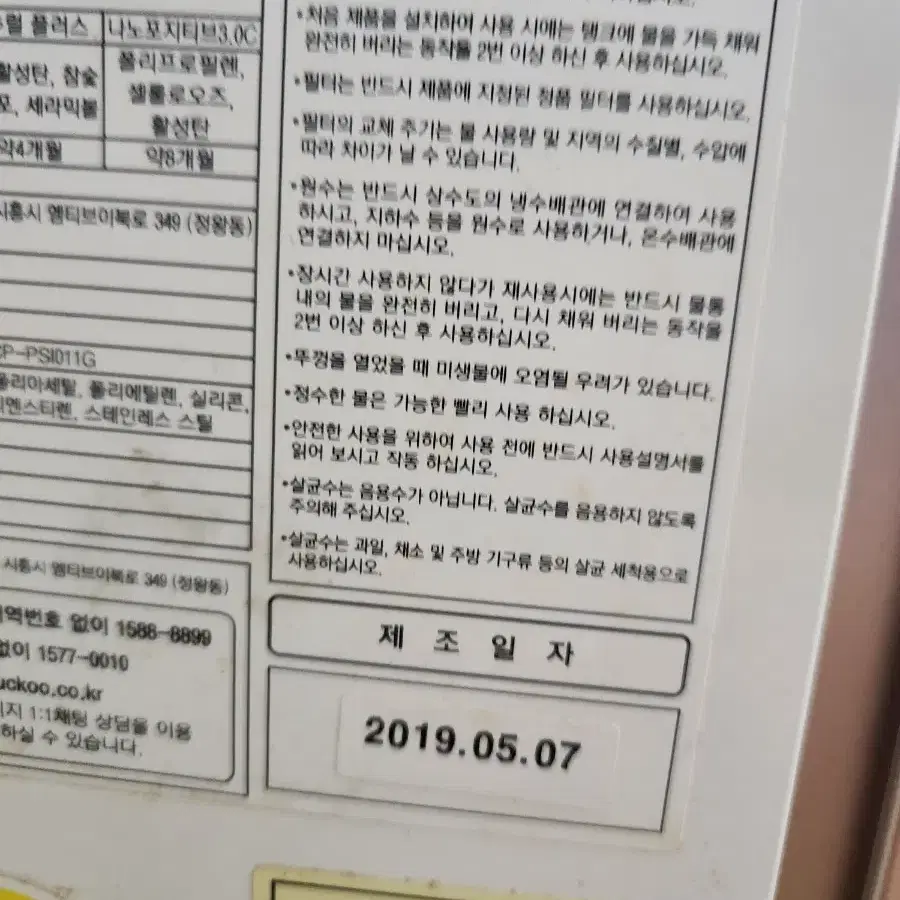 럴 플러스 나노포지티브3.0C
활성탄, 참숯
포, 세라믹볼
폴리프로필렌,
셀룰로오즈,
활성탄
약4개월 약8개월
시흥시 엠티브이북로 349 (정왕동)
CP-PSI011G
폴리아세탈, 폴리에틸렌, 실리콘,
리엔스티렌, 스테인레스 스틸
시흥시 엠티브이북로 349 (정왕동)
지역번호 없이 1588-8899
없이 1577-0010
uckoo.co.kr
이지 1:1채팅 상담을 이용
하실 수 있습니다.
•처음 제품을 설치하여 사용 시에는 탱크에 물을 가득 채워
완전히 버리는 동작을 2번 이상 하신 후 사용하십시오.
•필터는 반드시 제품에 지정된 정품 필터를 사용하십시오.
•필터의 교체 주기는 물 사용량 및 지역의 수질별, 수압에
따라 차이가 날 수 있습니다.
•원수는 반드시 상수도의 냉수배관에 연결하여 사용
하시고, 지하수 등을 원수로 사용하거나, 온수배관에
연결하지 마십시오.
•장시간 사용하지 않다가 재사용시에는 반드시 물통
내의 물을 완전히 버리고, 다시 채워 버리는 동작을
2번 이상 하신 후 사용하십시오.
•뚜껑을 열었을 때 미생물에 오염될 우려가 있습니다.
•정수한 물은 가능한 빨리 사용 하십시오.
•안전한 사용을 위하여 사용 전에 반드시 사용설명서를
읽어 보시고 작동 하십시오.
•살균수는 음용수가 아닙니다. 살균수를 음용하지 않도록
주의해 주십시오.
•살균수는 과일, 채소 및 주방 기구류 등의 살균 세척용으로
사용하십시오.
제 조 일 자
2019.05.07